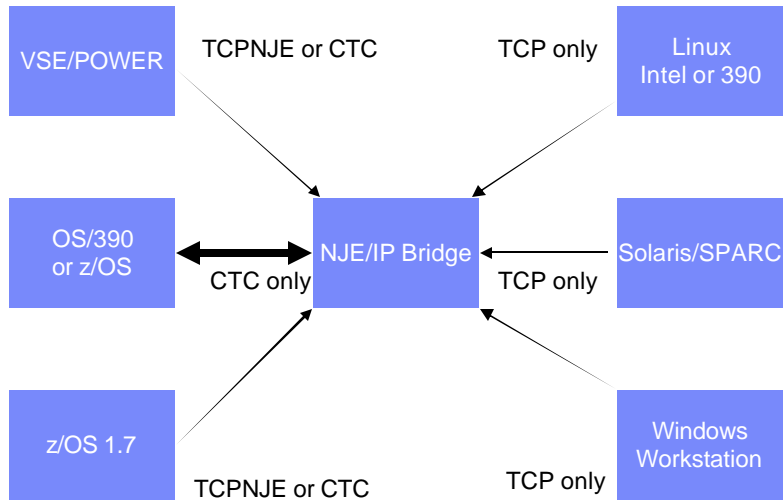 VSE/POWER
TCPNJE or CTC
TCP only
Linux
Intel or 390
OS/390
or z/OS
CTC only
NJE/IP Bridge
TCP only
Solaris/SPARC
z/OS 1.7
TCPNJE or CTC
TCP only
Windows
Workstation